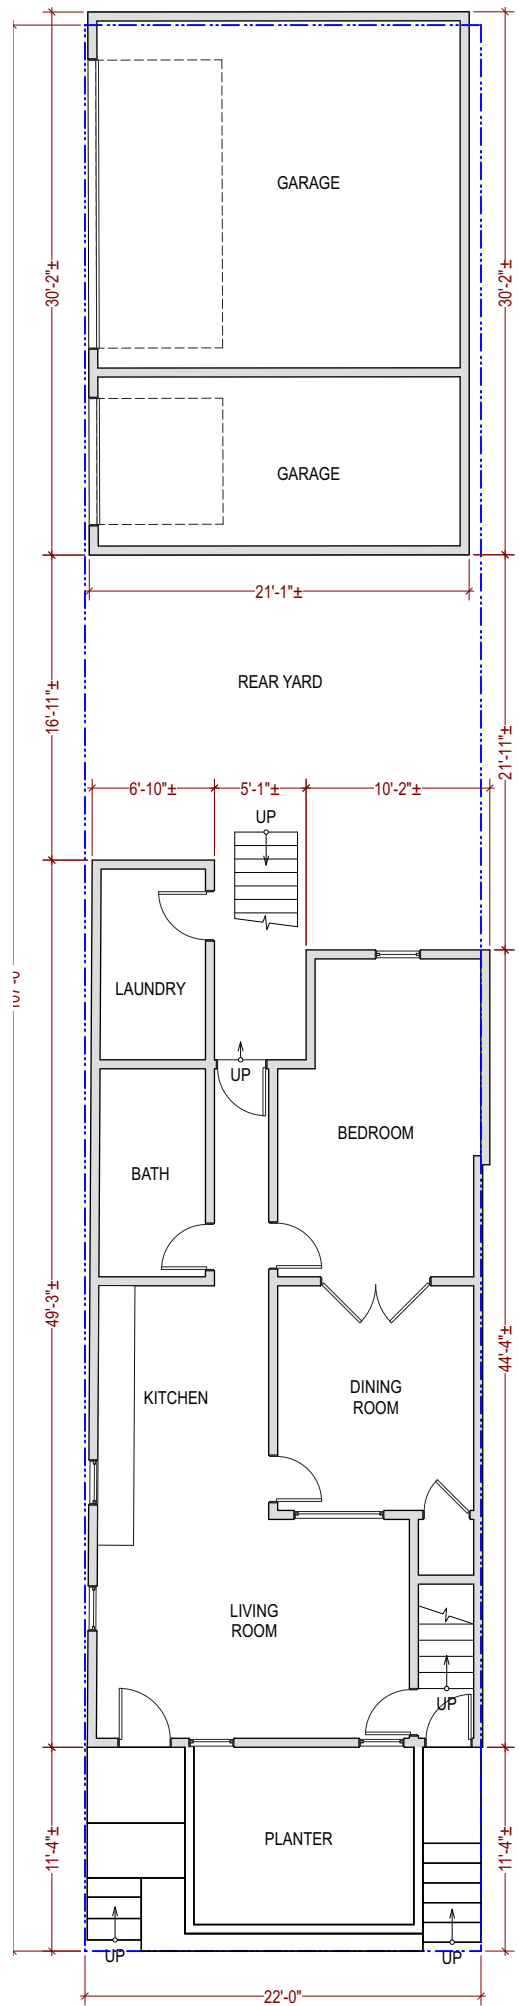 GARAGE
30'-2"±
30'-2"±
GARAGE
21'-1"±
REAR YARD
16'-11"±
21'-11"±
6'-10"±
5'-1"±
10'-2"±
UP
LAUNDRY
UP
BEDROOM
BATH
49'-3"±
44'-4"±
KITCHEN
DINING
ROOM
LIVING
ROOM
UP
PLANTER
11'-4"±
11'-4"±
UP
UP
22'-0"